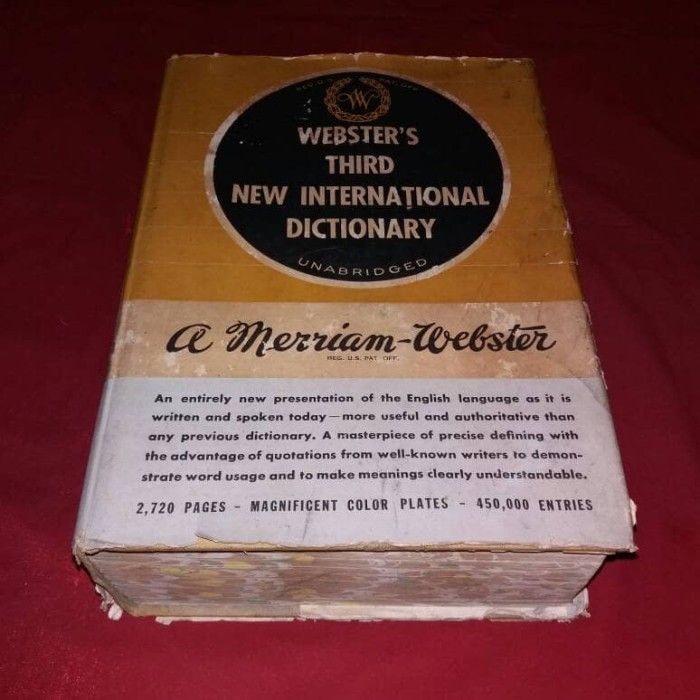 REG. U.S. PAT. OFF.
W
WEBSTER'S
THIRD
NEW INTERNATIONAL
DICTIONARY
UNABRIDGED
a Merriam-Webster
REG. U.S. PAT. OFF.
An entirely new presentation of the English language as it is
written and spoken today—more useful and authoritative than
any previous dictionary. A masterpiece of precise defining with
the advantage of quotations from well-known writers to demon-
strate word usage and to make meanings clearly understandable.
2,720 PAGES - MAGNIFICENT COLOR PLATES - 450,000 ENTRIES